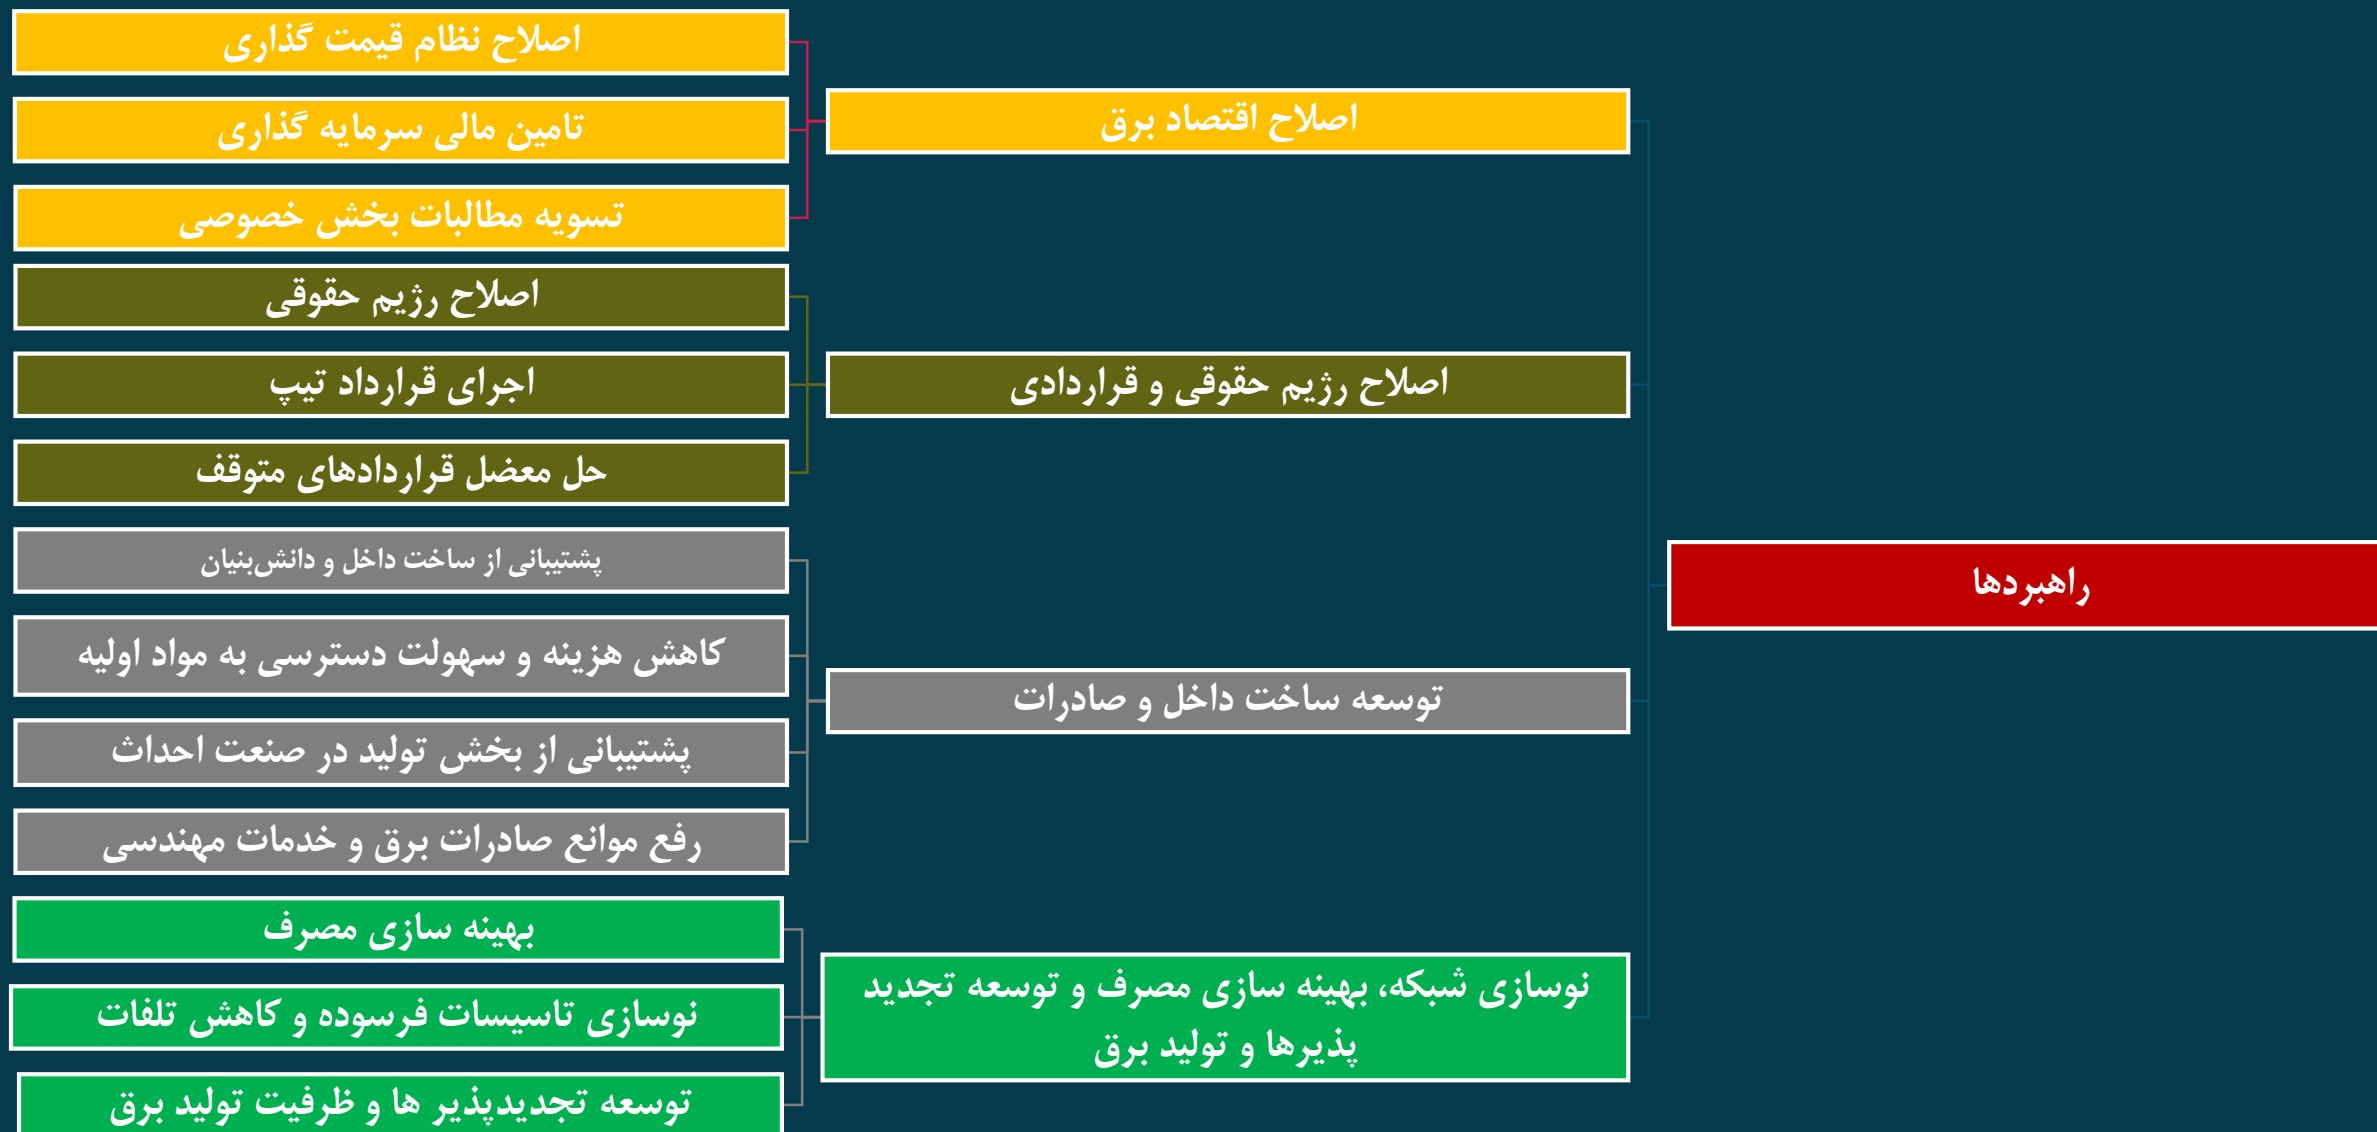 راهبردها
اصلاح اقتصاد برق
اصلاح نظام قیمت گذاری
تامین مالی سرمایه گذاری
تسویه مطالبات بخش خصوصی
اصلاح رژیم حقوقی و قراردادی
اصلاح رژیم حقوقی
اجرای قرارداد تیپ
حل معضل قراردادهای متوقف
توسعه ساخت داخل و صادرات
پشتیبانی از ساخت داخل و دانش‌بنیان
کاهش هزینه و سهولت دسترسی به مواد اولیه
پشتیبانی از بخش تولید در صنعت احداث
رفع موانع صادرات برق و خدمات مهندسی
نوسازی شبکه، بهینه سازی مصرف و توسعه تجدید
پذیرها و تولید برق
بهینه سازی مصرف
نوسازی تاسیسات فرسوده و کاهش تلفات
توسعه تجدیدپذیر ها و ظرفیت تولید برق